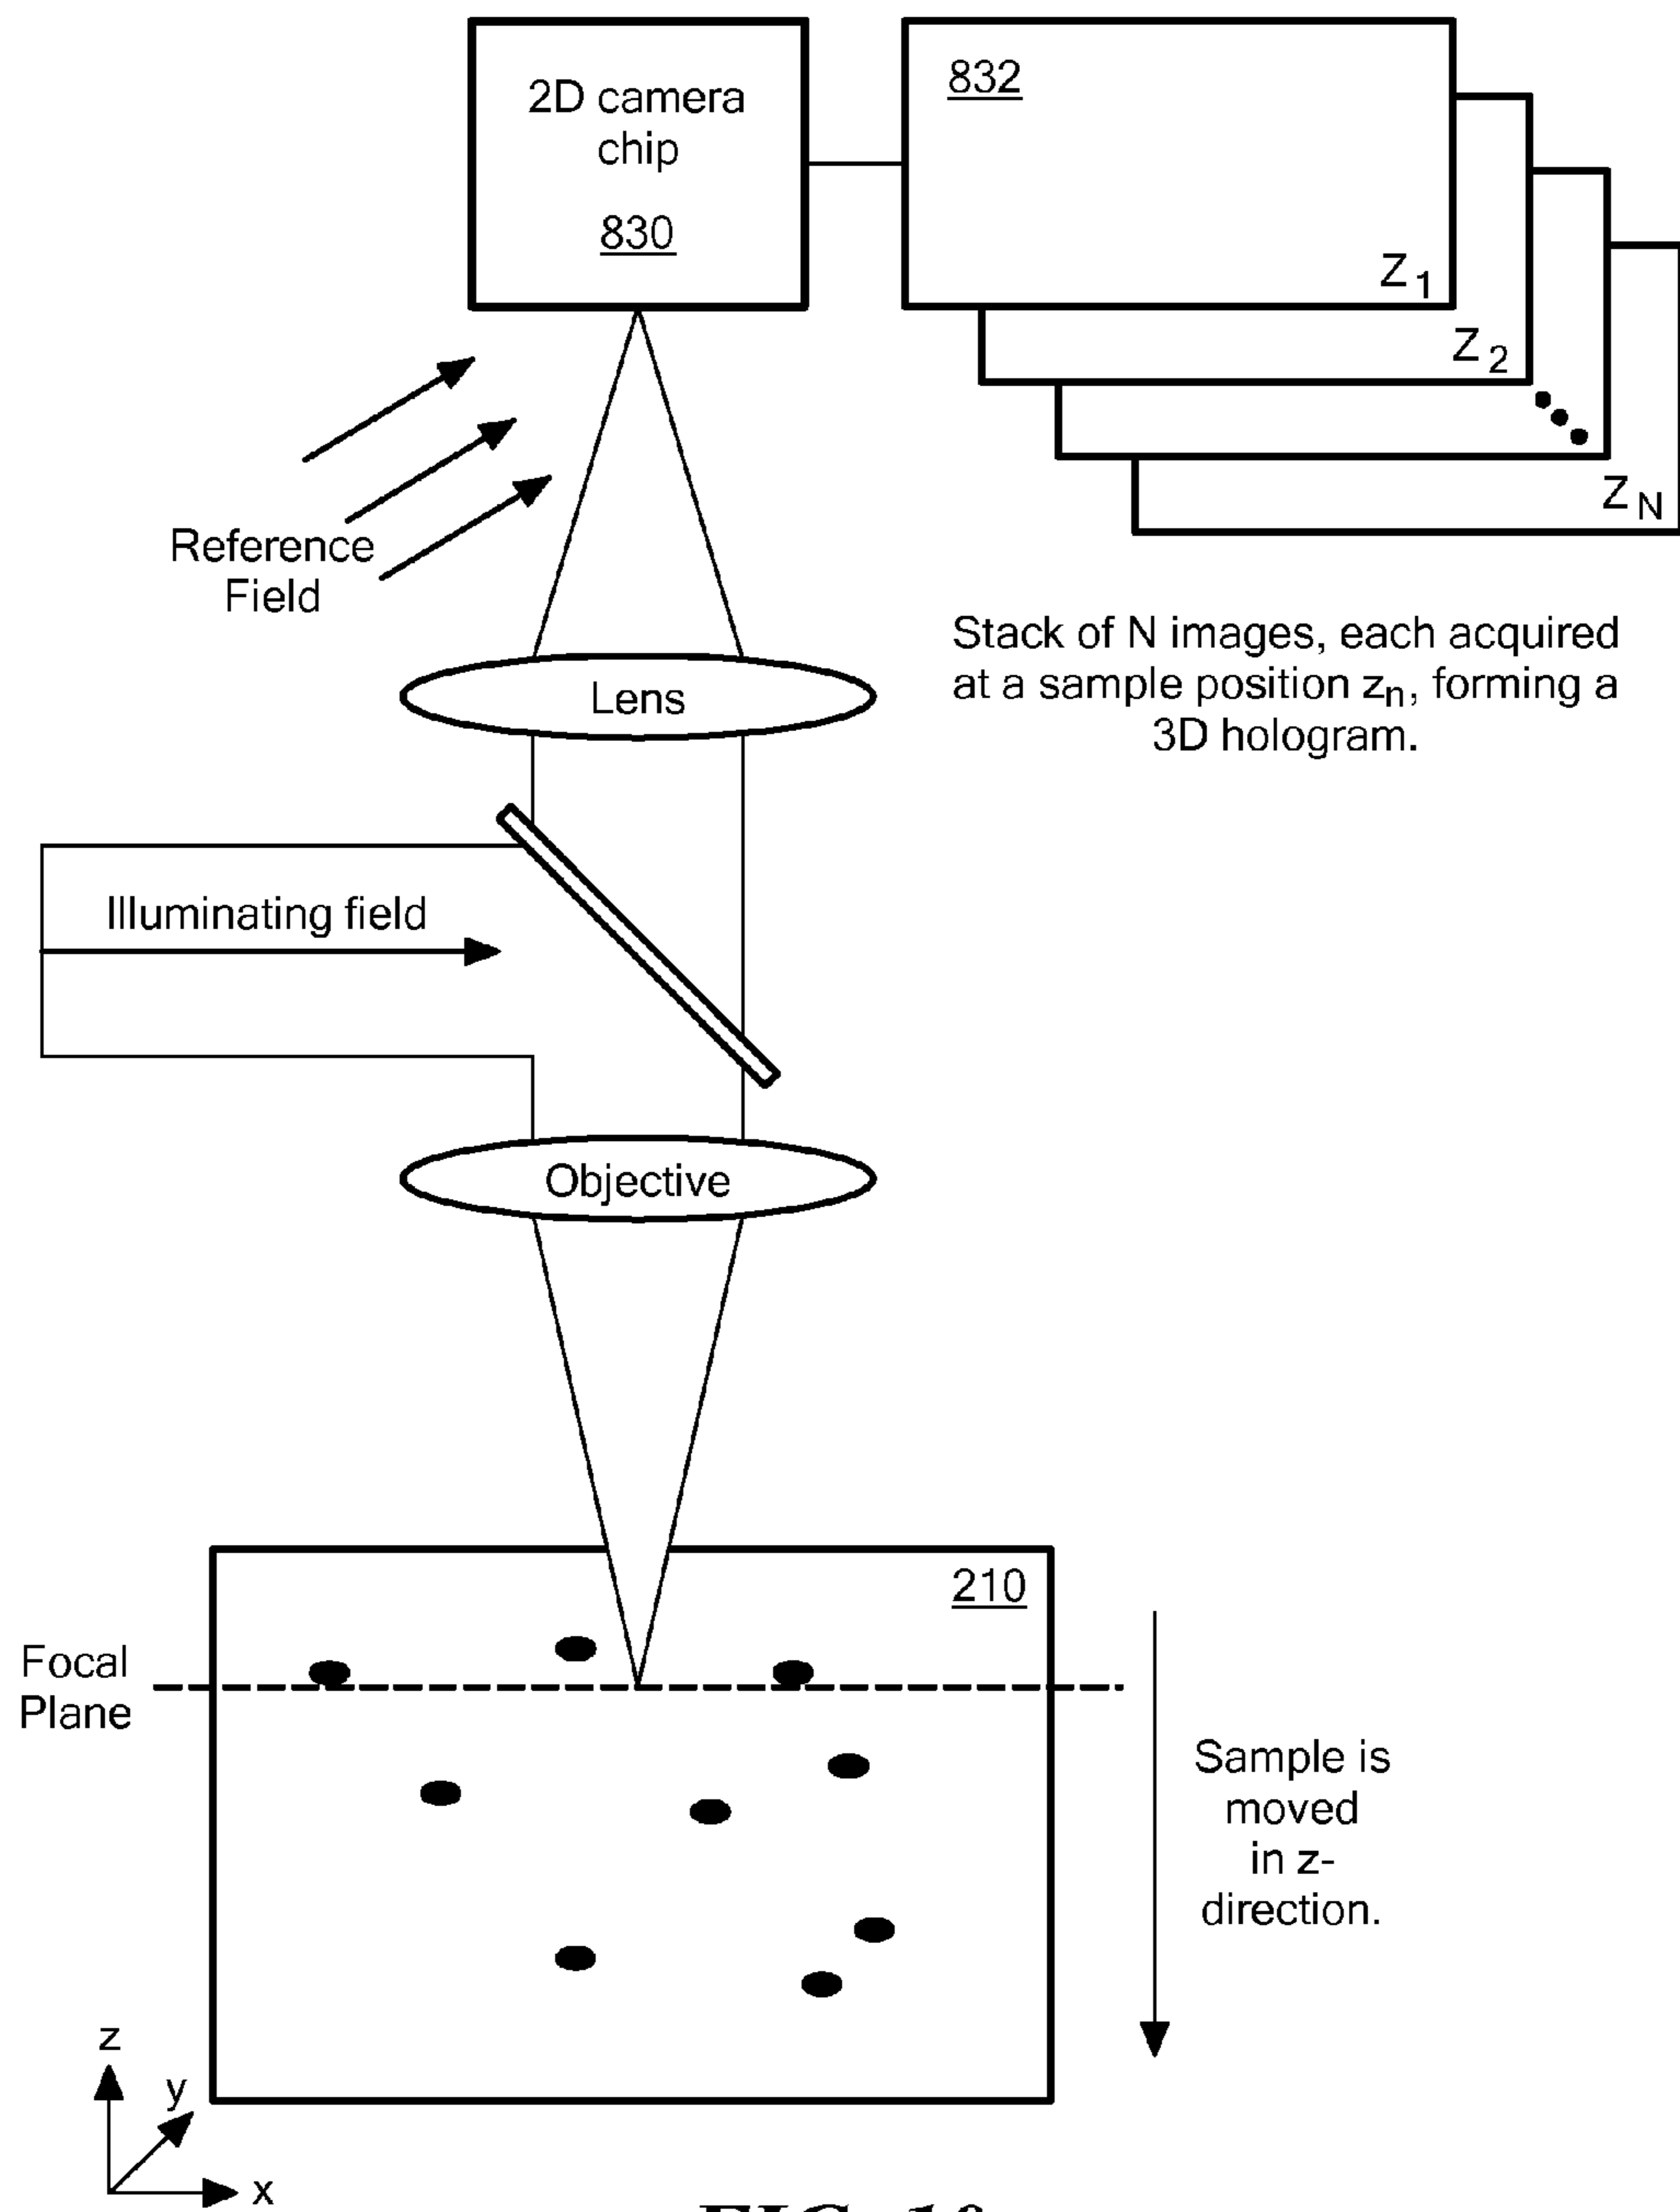 2D camera
chip
830
832
Z1
Z2
ZN
Reference
Field
Stack of N images, each acquired
at a sample position zn, forming a
3D hologram.
Lens
Illuminating field
Objective
210
Focal
Plane
Sample is
moved
in z-
direction.
z
y
x